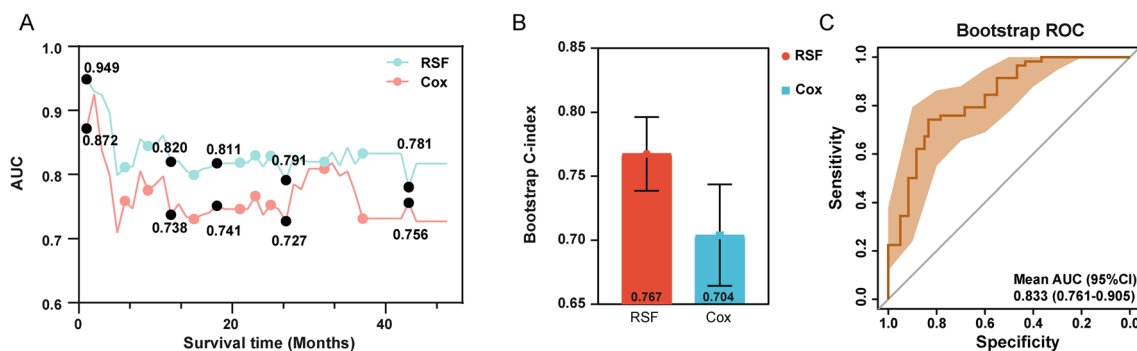 A
1.0
0.9
0.8
0.7
0.6
AUC
0
20
40
Survival time (Months)
RSF
Cox
0.949
0.872
0.820
0.811
0.791
0.781
0.738
0.741
0.727
0.756
B
0.85
0.80
0.75
0.70
0.65
Bootstrap C-index
0.767
0.704
RSF
Cox
RSF
Cox
C
Bootstrap ROC
Sensitivity
1.0
0.8
0.6
0.4
0.2
0.0
Mean AUC (95%CI)
0.833 (0.761-0.905)
1.0
0.8
0.6
0.4
0.2
0.0
Specificity